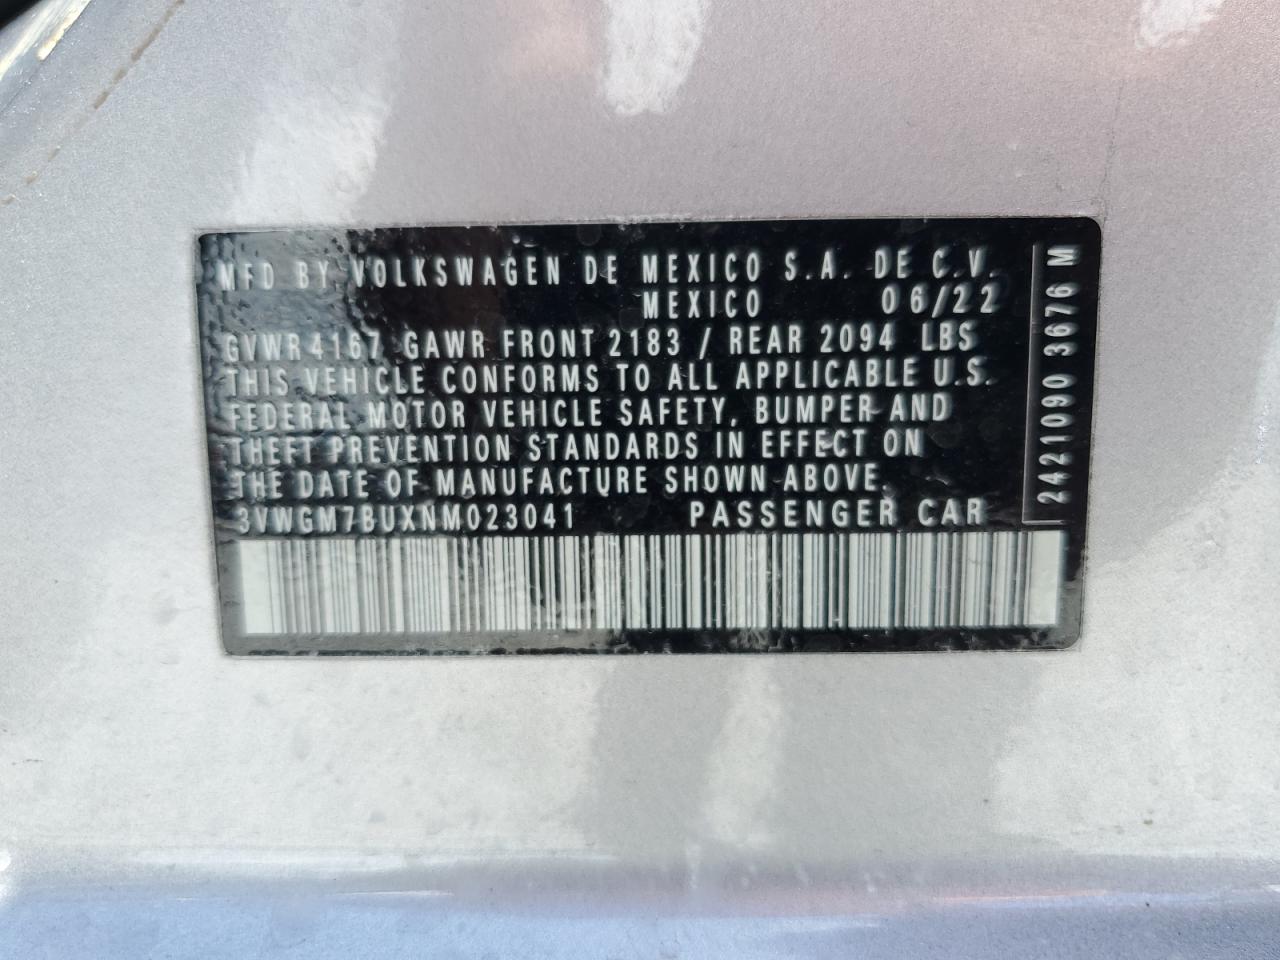 MFD BY VOLKSWAGEN DE MEXICO S.A. DE C.V.
MEXICO 06/22
GVWR 4167 GAWR FRONT 2183 / REAR 2094 LBS
THIS VEHICLE CONFORMS TO ALL APPLICABLE U.S.
FEDERAL MOTOR VEHICLE SAFETY, BUMPER AND
THEFT PREVENTION STANDARDS IN EFFECT ON
THE DATE OF MANUFACTURE SHOWN ABOVE.
3VWGM7BUXNM023041 PASSENGER CAR
2421090 3676 M